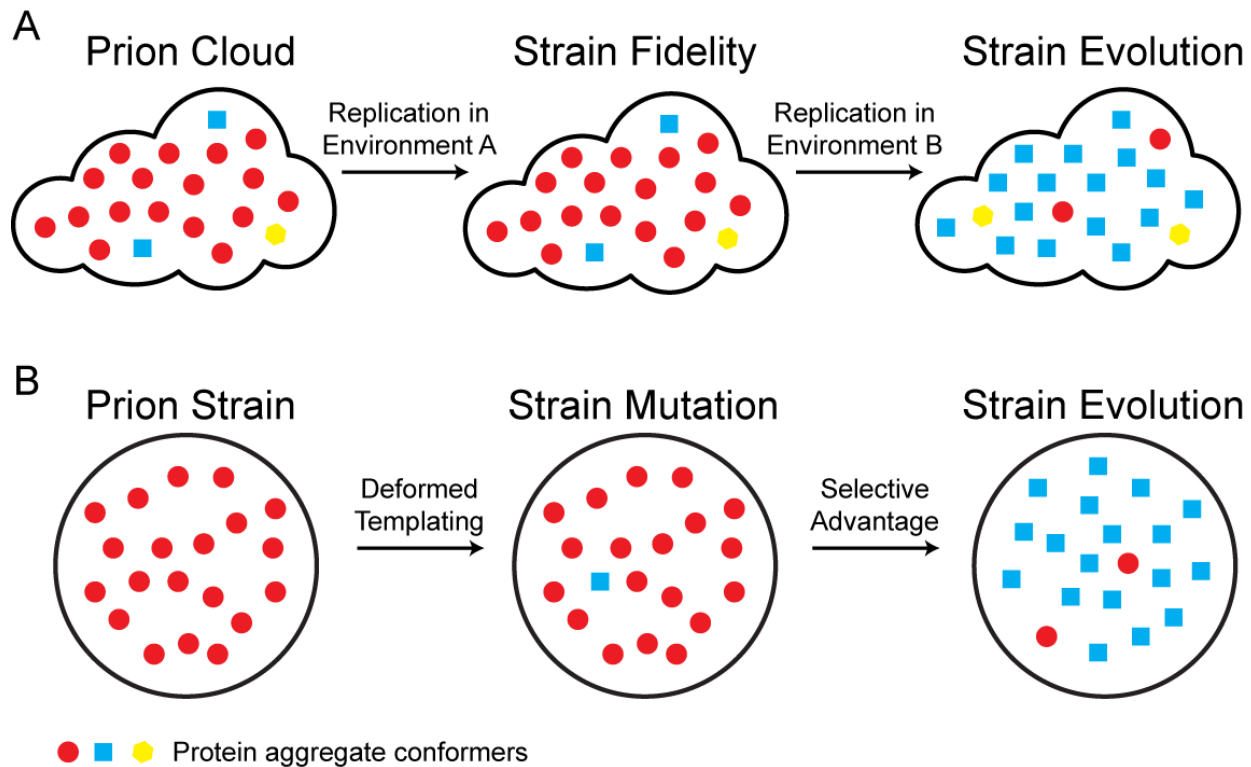 A
Prion Cloud
Strain Fidelity
Strain Evolution
Replication in
Environment A
Replication in
Environment B
B
Prion Strain
Strain Mutation
Strain Evolution
Deformed
Templating
Selective
Advantage
Protein aggregate conformers